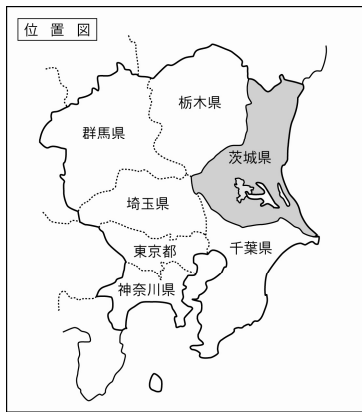 位置図
栃木県
群馬県
茨城県
埼玉県
東京都
千葉県
神奈川県